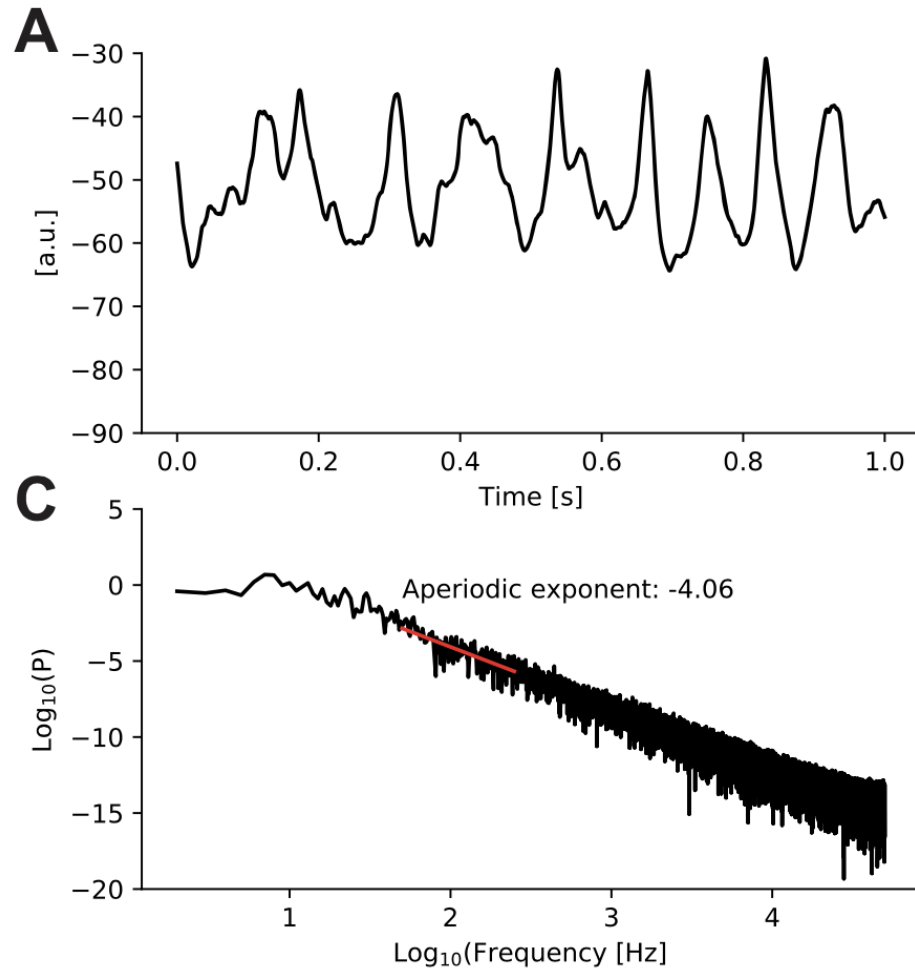 A
−30
−40
−50
−60
−70
−80
−90
[a.u.]
0.0 0.2 0.4 0.6 0.8 1.0
Time [s]
C
5
0
−5
−10
−15
−20
Log₁₀(P)
Aperiodic exponent: -4.06
1 2 3 4
Log₁₀(Frequency [Hz]